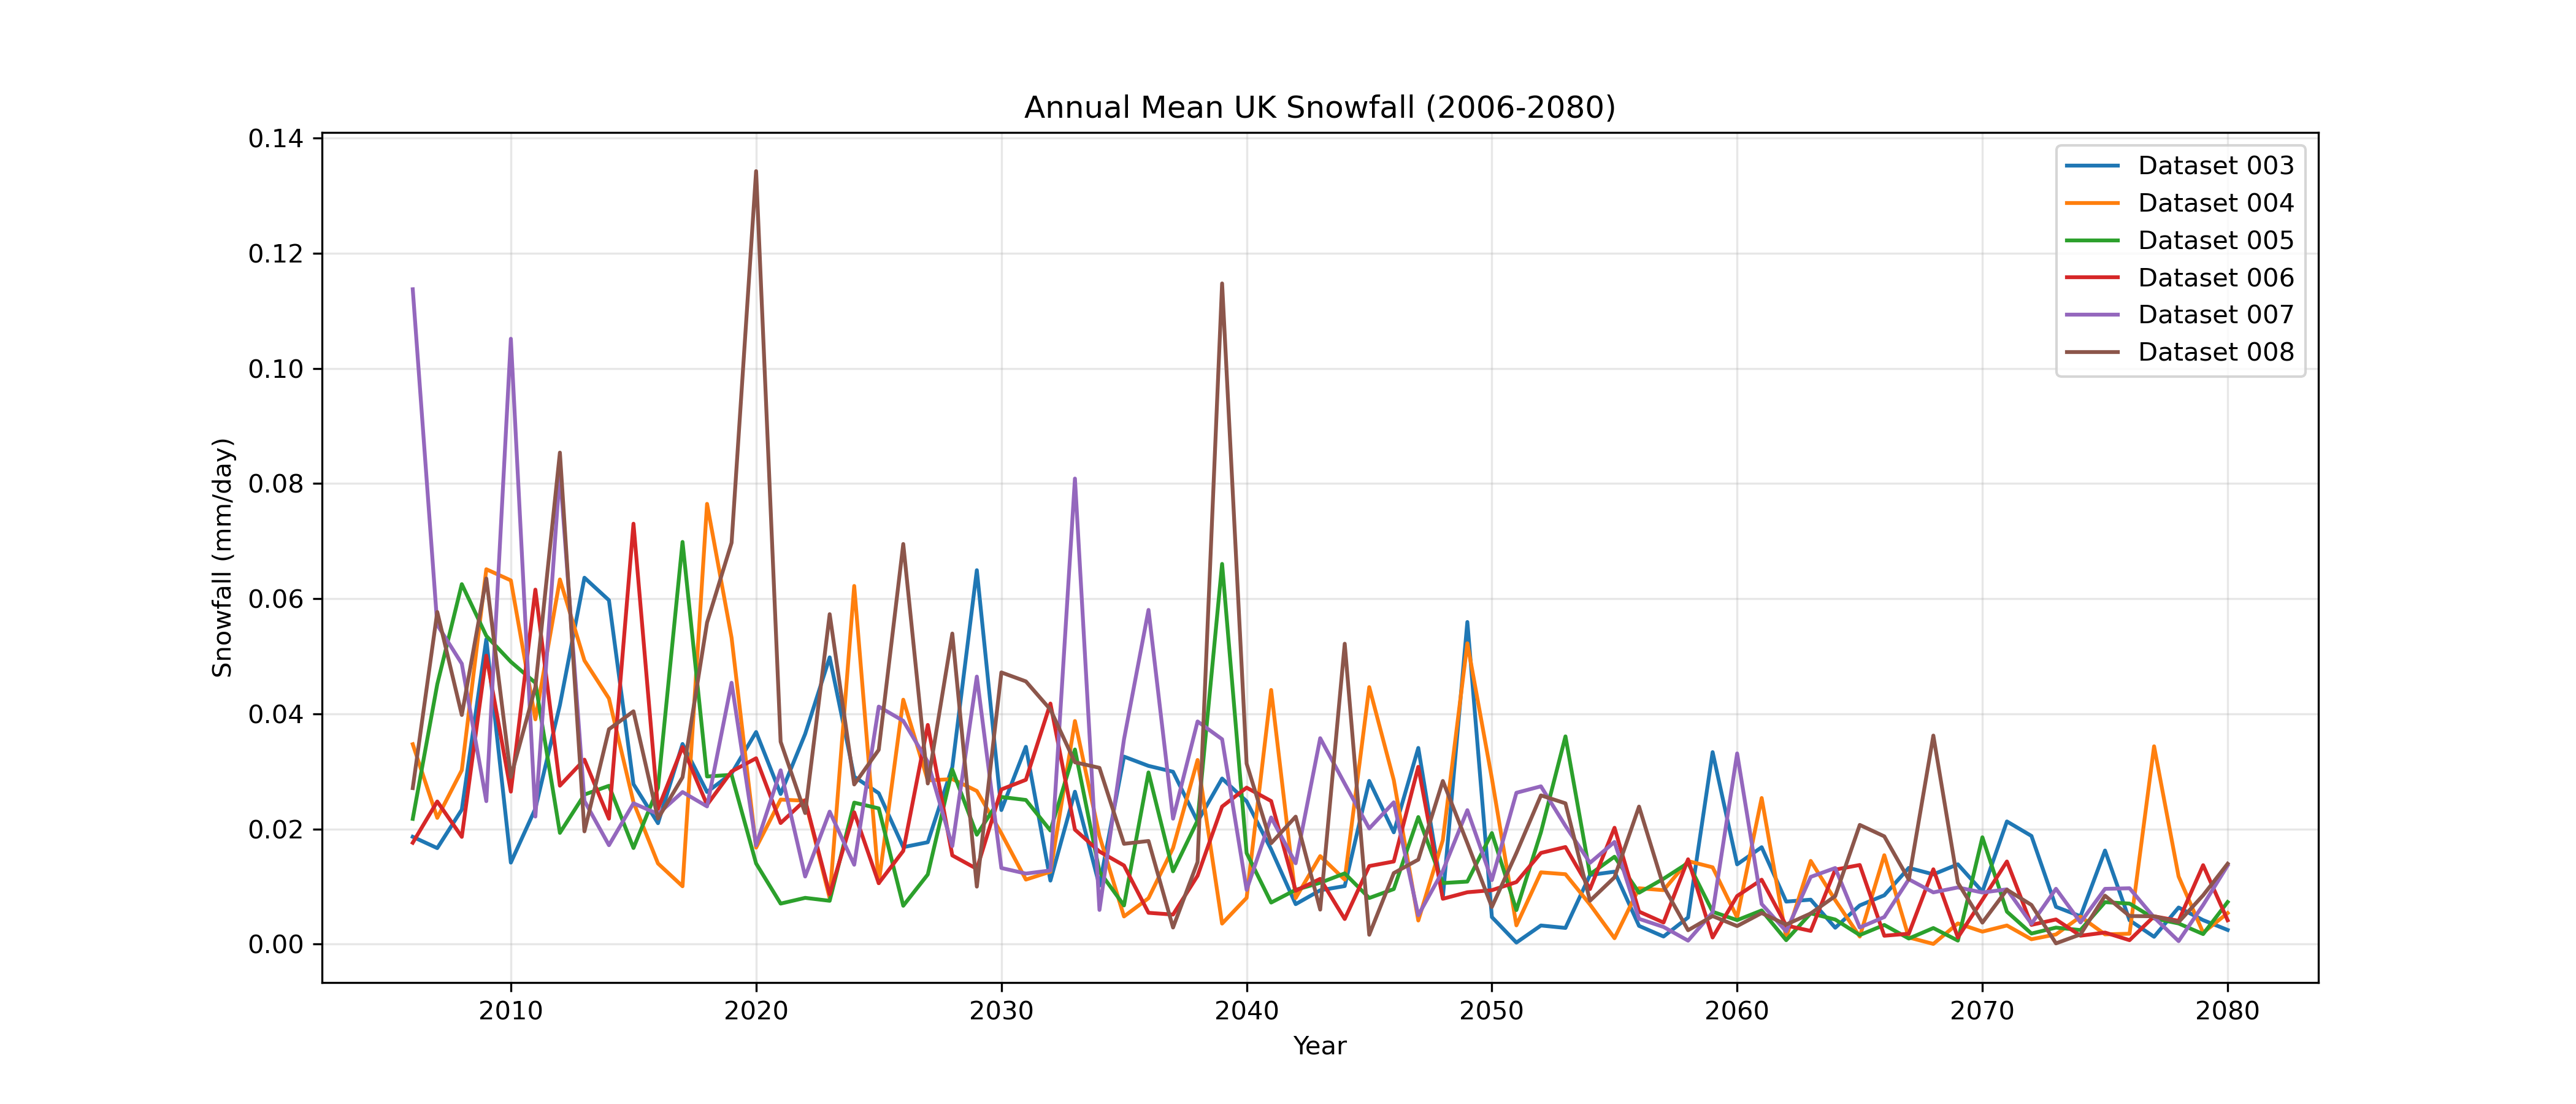 Annual Mean UK Snowfall (2006-2080)
0.14
0.12
0.10
0.08
0.06
0.04
0.02
0.00
Snowfall (mm/day)
Dataset 003
Dataset 004
Dataset 005
Dataset 006
Dataset 007
Dataset 008
2010 2020 2030 2040 2050 2060 2070 2080
Year